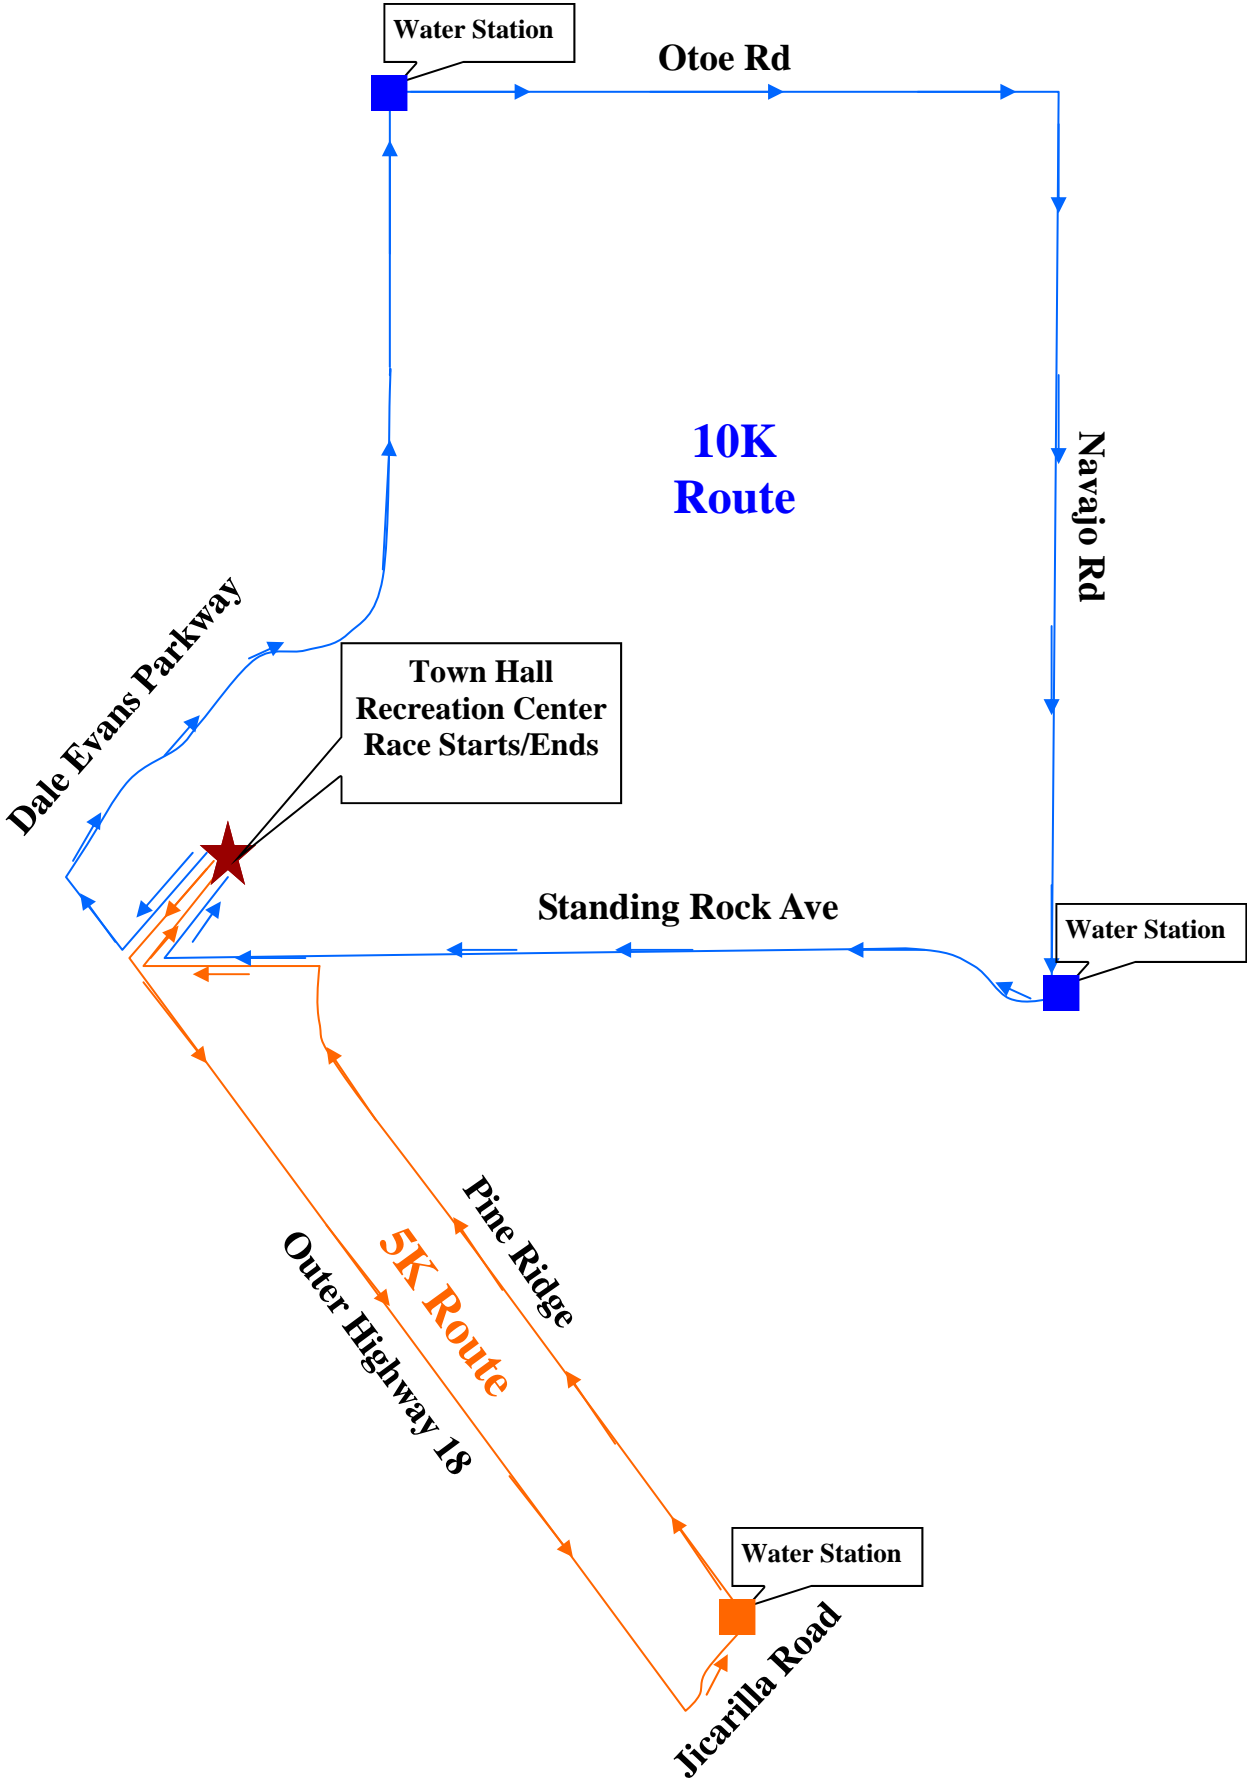 Water Station
Otoe Rd
10K
Route
Navajo Rd
Dale Evans Parkway
Town Hall
Recreation Center
Race Starts/Ends
Standing Rock Ave
Water Station
Pine Ridge
5K Route
Outer Highway 18
Water Station
Jicarilla Road